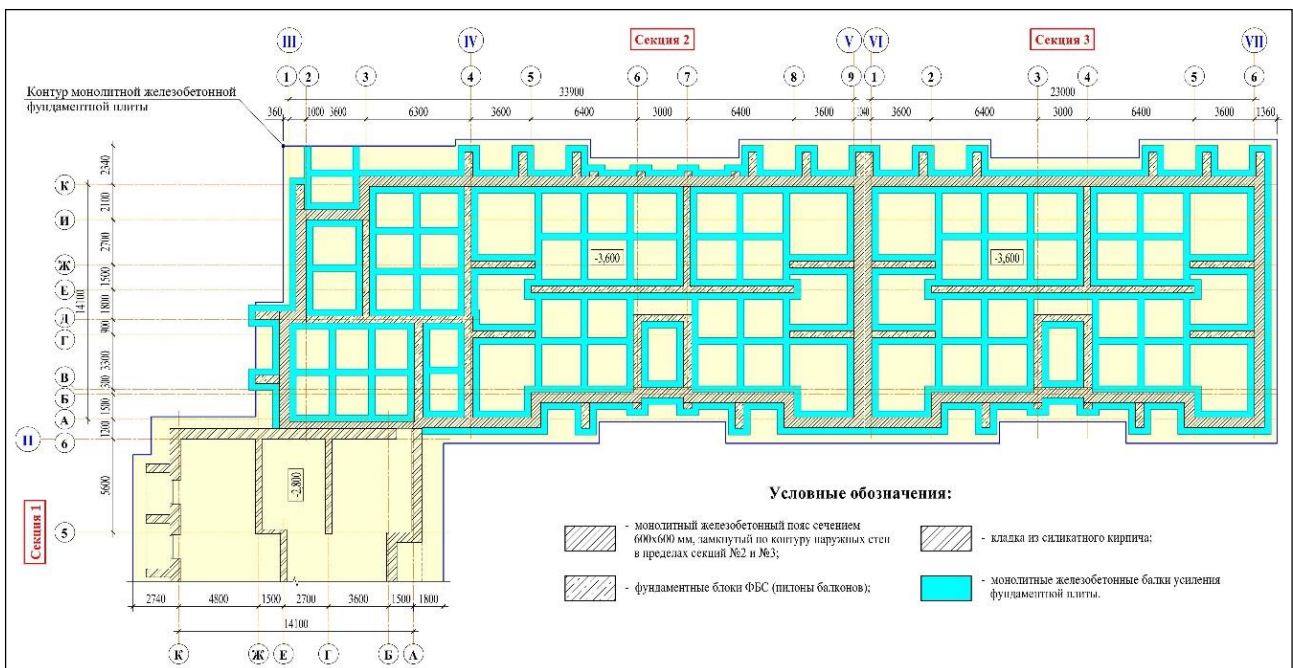 III
IV
Секция 2
V
VI
Секция 3
VII
1
2
3
4
5
6
7
8
9
1
2
3
4
5
6
Контур монолитной железобетонной
фундаментной плиты
33900
23000
360
1000
3600
6300
3600
6400
3000
6400
3600
3600
6400
3000
6400
3600
1360
2340
К
2100
И
2700
Ж
-3,600
-3,600
1500
Е
14100
1800
Д
900
Г
3300
В
300
Б
1500
А
1200
II
6
5600
-2.800
Секция 1
5
Условные обозначения:
- монолитный железобетонный пояс сечением
600х600 мм, замкнутый по контуру наружных стен
в пределах секций №2 и №3;
- кладка из силикатного кирпича;
- фундаментные блоки ФБС (пилоны балконов);
- монолитные железобетонные балки усиления
фундаментной плиты.
2740
4800
1500
2700
3600
1500
1800
14100
К
Ж
Е
Г
Б
А